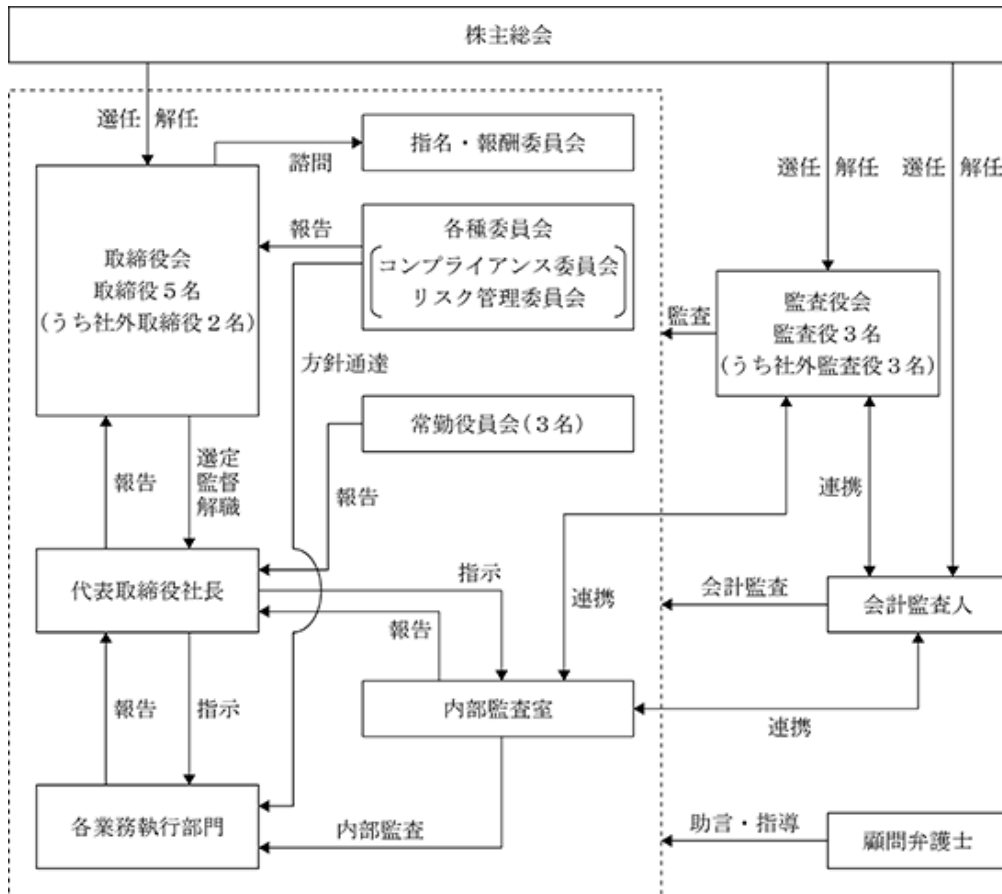 株主総会
選任 解任
諮問
指名・報酬委員会
選任 解任
選任 解任
報告
各種委員会
コンプライアンス委員会
リスク管理委員会
取締役会
取締役５名
(うち社外取締役２名)
監査
監査役会
監査役３名
(うち社外監査役３名)
方針通達
常勤役員会(３名)
報告
選定
監督
解職
報告
連携
代表取締役社長
指示
連携
会計監査
会計監査人
報告
報告
指示
内部監査室
連携
各業務執行部門
内部監査
助言・指導
顧問弁護士